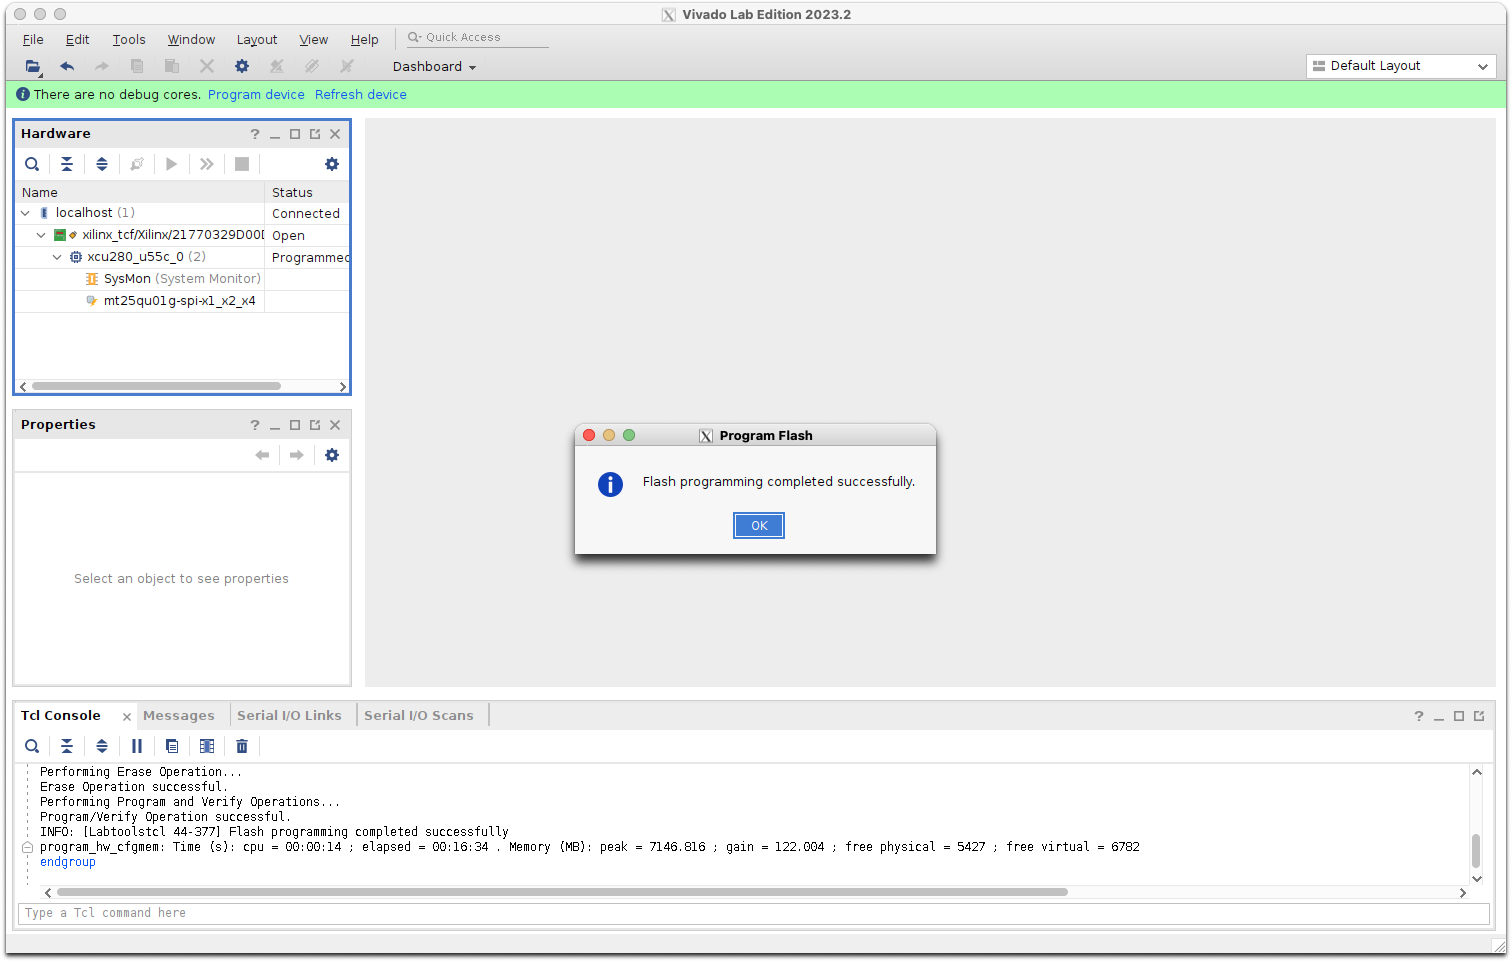 Vivado Lab Edition 2023.2
File Edit Tools Window Layout View Help Quick Access
Dashboard Default Layout
There are no debug cores. Program device Refresh device
Hardware
Name Status
localhost (1) Connected
xilinx_tcf/Xilinx/21770329D00 Open
xcu280_u55c_0 (2) Programmed
SysMon (System Monitor)
mt25qu01g-spi-x1_x2_x4
Properties
Select an object to see properties
Program Flash
Flash programming completed successfully.
OK
Tcl Console Messages Serial I/O Links Serial I/O Scans
Performing Erase Operation...
Erase Operation successful.
Performing Program and Verify Operations...
Program/Verify Operation successful.
INFO: [Labtoolstcl 44-377] Flash programming completed successfully
program_hw_cfgmem: Time (s): cpu = 00:00:14 ; elapsed = 00:16:34 . Memory (MB): peak = 7146.816 ; gain = 122.004 ; free physical = 5427 ; free virtual = 6782
endgroup
Type a Tcl command here